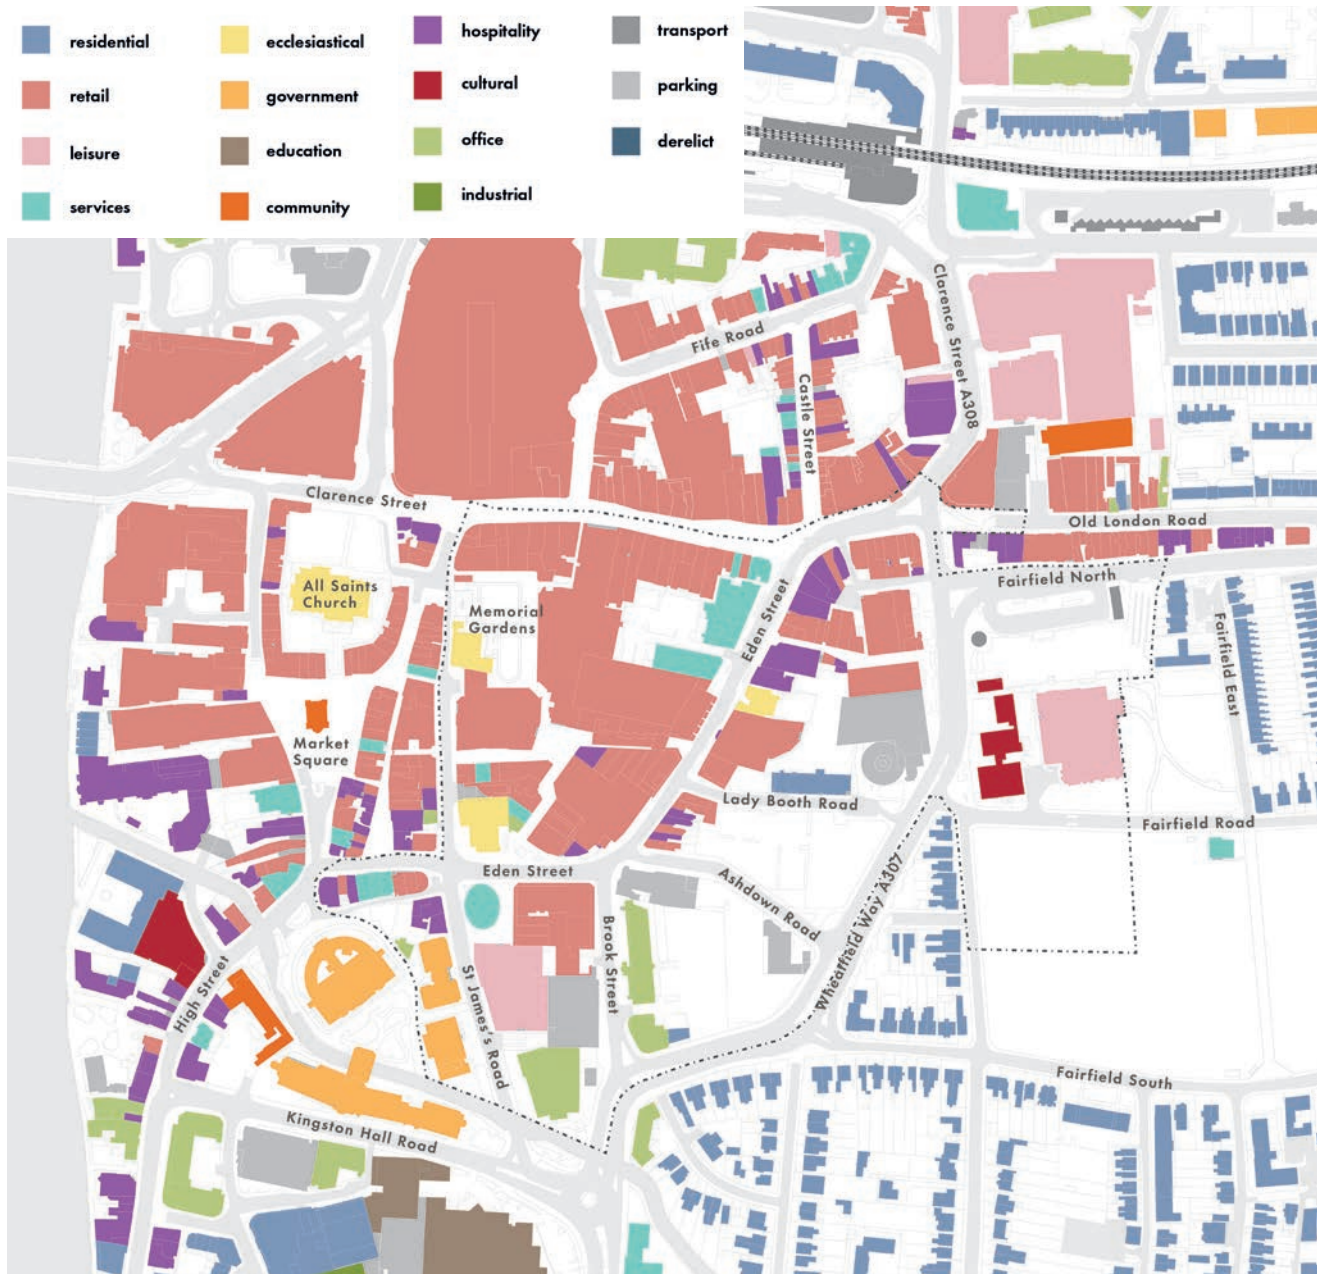 residential
retail
leisure
services
ecclesiastical
government
education
community
hospitality
cultural
office
industrial
transport
parking
derelict
Fife Road
Castle Street
Clarence Street A308
Clarence Street
Old London Road
Fairfield North
All Saints
Church
Memorial
Gardens
Eden Street
Fairfield East
Market
Square
Lady Booth Road
Fairfield Road
Eden Street
Ashdown Road
Brook Street
Wheatfield Way A307
High Street
St James's Road
Kingston Hall Road
Fairfield South